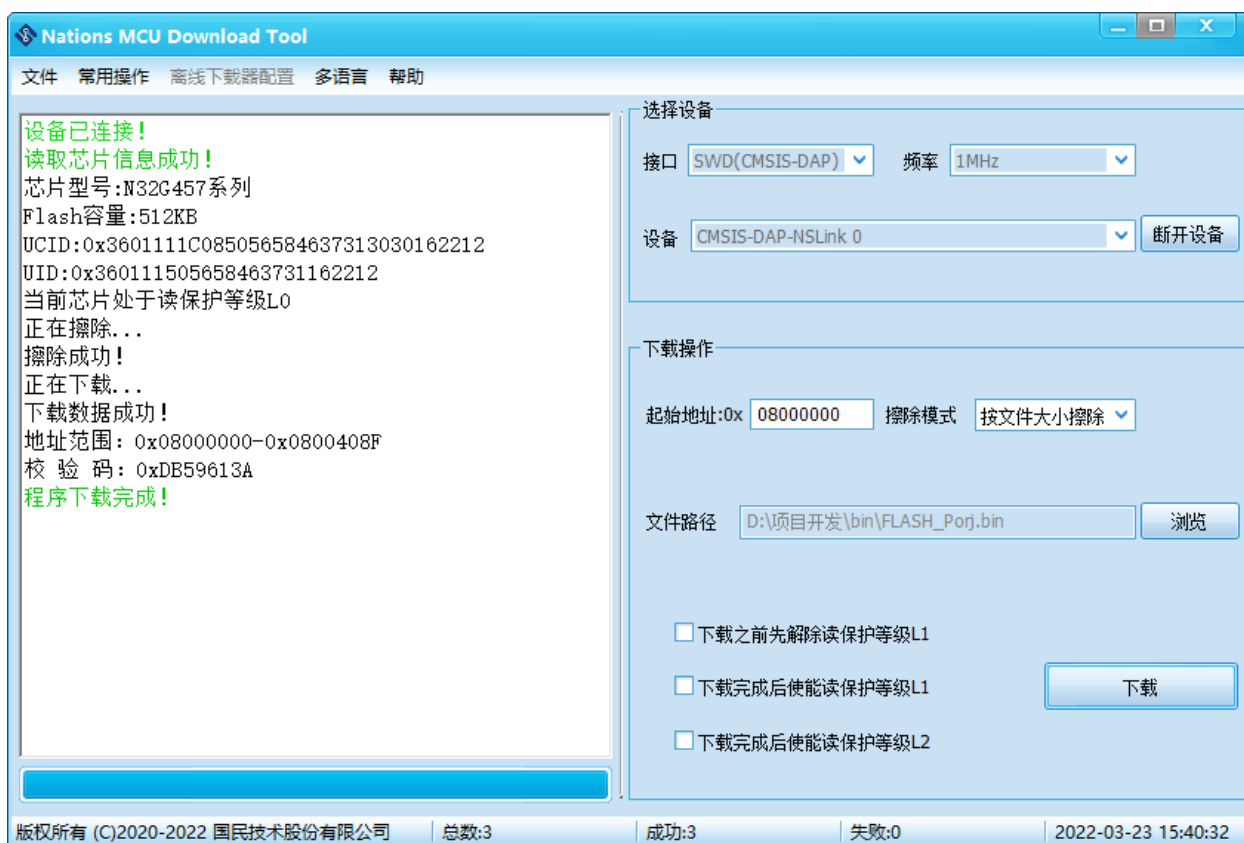 Nations MCU Download Tool
文件 常用操作 离线下载器配置 多语言 帮助
设备已连接!
读取芯片信息成功!
芯片型号:N32G457系列
Flash容量:512KB
UCID:0x3601111C085056584637313030162212
UID:0x360111505658463731162212
当前芯片处于读保护等级L0
正在擦除...
擦除成功!
正在下载...
下载数据成功!
地址范围: 0x08000000-0x0800408F
校 验 码: 0xDB59613A
程序下载完成!
选择设备
接口 SWD(CMSIS-DAP) 频率 1MHz
设备 CMSIS-DAP-NSLink 0 断开设备
下载操作
起始地址:0x 08000000 擦除模式 按文件大小擦除
文件路径 D:\项目开发\bin\FLASH_Porj.bin 浏览
下载之前先解除读保护等级L1
下载完成后使能读保护等级L1
下载
下载完成后使能读保护等级L2
版权所有 (C)2020-2022 国民技术股份有限公司 总数:3 成功:3 失败:0 2022-03-23 15:40:32